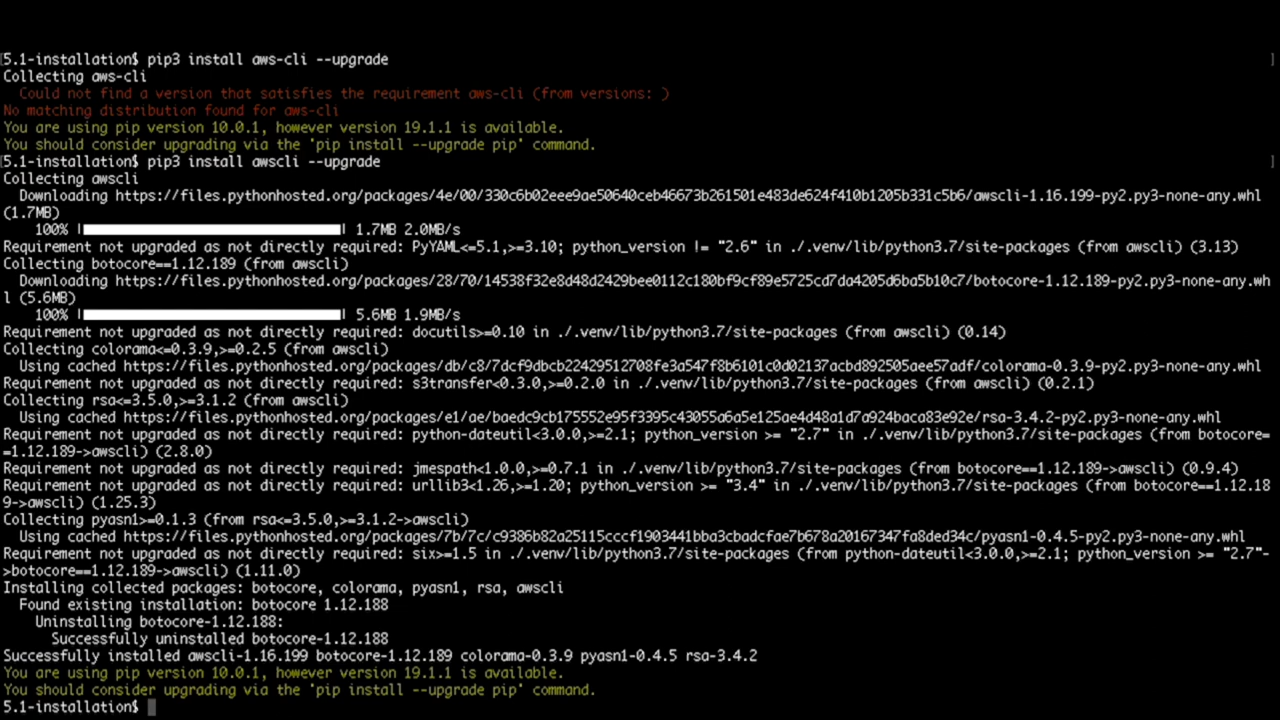 [5.1-installation$ pip3 install aws-cli --upgrade ]
Collecting aws-cli
  Could not find a version that satisfies the requirement aws-cli (from versions: )
No matching distribution found for aws-cli
You are using pip version 10.0.1, however version 19.1.1 is available.
You should consider upgrading via the 'pip install --upgrade pip' command.
[5.1-installation$ pip3 install awscli --upgrade ]
Collecting awscli
  Downloading https://files.pythonhosted.org/packages/4e/00/330c6b02eee9ae50640ceb46673b261501e483de624f410b1205b331c5b6/awscli-1.16.199-py2.py3-none-any.whl
(1.7MB)
    100% | | 1.7MB 2.0MB/s
Requirement not upgraded as not directly required: PyYAML<=5.1,>=3.10; python_version != "2.6" in ./.venv/lib/python3.7/site-packages (from awscli) (3.13)
Collecting botocore==1.12.189 (from awscli)
  Downloading https://files.pythonhosted.org/packages/28/70/14538f32e8d48d2429bee0112c180bf9cf89e5725cd7da4205d6ba5b10c7/botocore-1.12.189-py2.py3-none-any.wh
l (5.6MB)
    100% | | 5.6MB 1.9MB/s
Requirement not upgraded as not directly required: docutils>=0.10 in ./.venv/lib/python3.7/site-packages (from awscli) (0.14)
Collecting colorama<=0.3.9,>=0.2.5 (from awscli)
  Using cached https://files.pythonhosted.org/packages/db/c8/7dcf9dbcb22429512708fe3a547f8b6101c0d02137acbd892505aee57adf/colorama-0.3.9-py2.py3-none-any.whl
Requirement not upgraded as not directly required: s3transfer<0.3.0,>=0.2.0 in ./.venv/lib/python3.7/site-packages (from awscli) (0.2.1)
Collecting rsa<=3.5.0,>=3.1.2 (from awscli)
  Using cached https://files.pythonhosted.org/packages/e1/ae/baedc9cb175552e95f3395c43055a6a5e125ae4d48a1d7a924baca83e92e/rsa-3.4.2-py2.py3-none-any.whl
Requirement not upgraded as not directly required: python-dateutil<3.0.0,>=2.1; python_version >= "2.7" in ./.venv/lib/python3.7/site-packages (from botocore=
=1.12.189->awscli) (2.8.0)
Requirement not upgraded as not directly required: jmespath<1.0.0,>=0.7.1 in ./.venv/lib/python3.7/site-packages (from botocore==1.12.189->awscli) (0.9.4)
Requirement not upgraded as not directly required: urllib3<1.26,>=1.20; python_version >= "3.4" in ./.venv/lib/python3.7/site-packages (from botocore==1.12.18
9->awscli) (1.25.3)
Collecting pyasn1>=0.1.3 (from rsa<=3.5.0,>=3.1.2->awscli)
  Using cached https://files.pythonhosted.org/packages/7b/7c/c9386b82a25115cccf1903441bba3cbadcfae7b678a20167347fa8ded34c/pyasn1-0.4.5-py2.py3-none-any.whl
Requirement not upgraded as not directly required: six>=1.5 in ./.venv/lib/python3.7/site-packages (from python-dateutil<3.0.0,>=2.1; python_version >= "2.7"-
>botocore==1.12.189->awscli) (1.11.0)
Installing collected packages: botocore, colorama, pyasn1, rsa, awscli
  Found existing installation: botocore 1.12.188
    Uninstalling botocore-1.12.188:
      Successfully uninstalled botocore-1.12.188
Successfully installed awscli-1.16.199 botocore-1.12.189 colorama-0.3.9 pyasn1-0.4.5 rsa-3.4.2
You are using pip version 10.0.1, however version 19.1.1 is available.
You should consider upgrading via the 'pip install --upgrade pip' command.
5.1-installation$